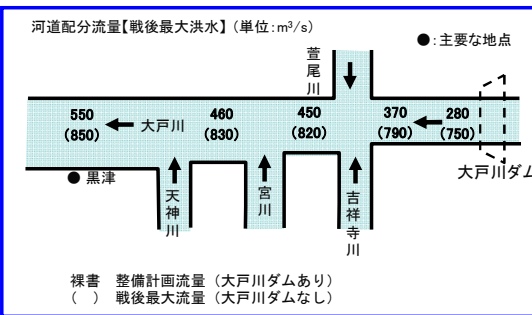 河道配分流量【戦後最大洪水】（単位：m³/s）
●：主要な地点
萱尾川
550
(850)
大戸川
460
(830)
450
(820)
370
(790)
280
(750)
大戸川ダム
● 黒津
天神川
宮川
吉祥寺川
裸書　整備計画流量（大戸川ダムあり）
（　）戦後最大流量（大戸川ダムなし）